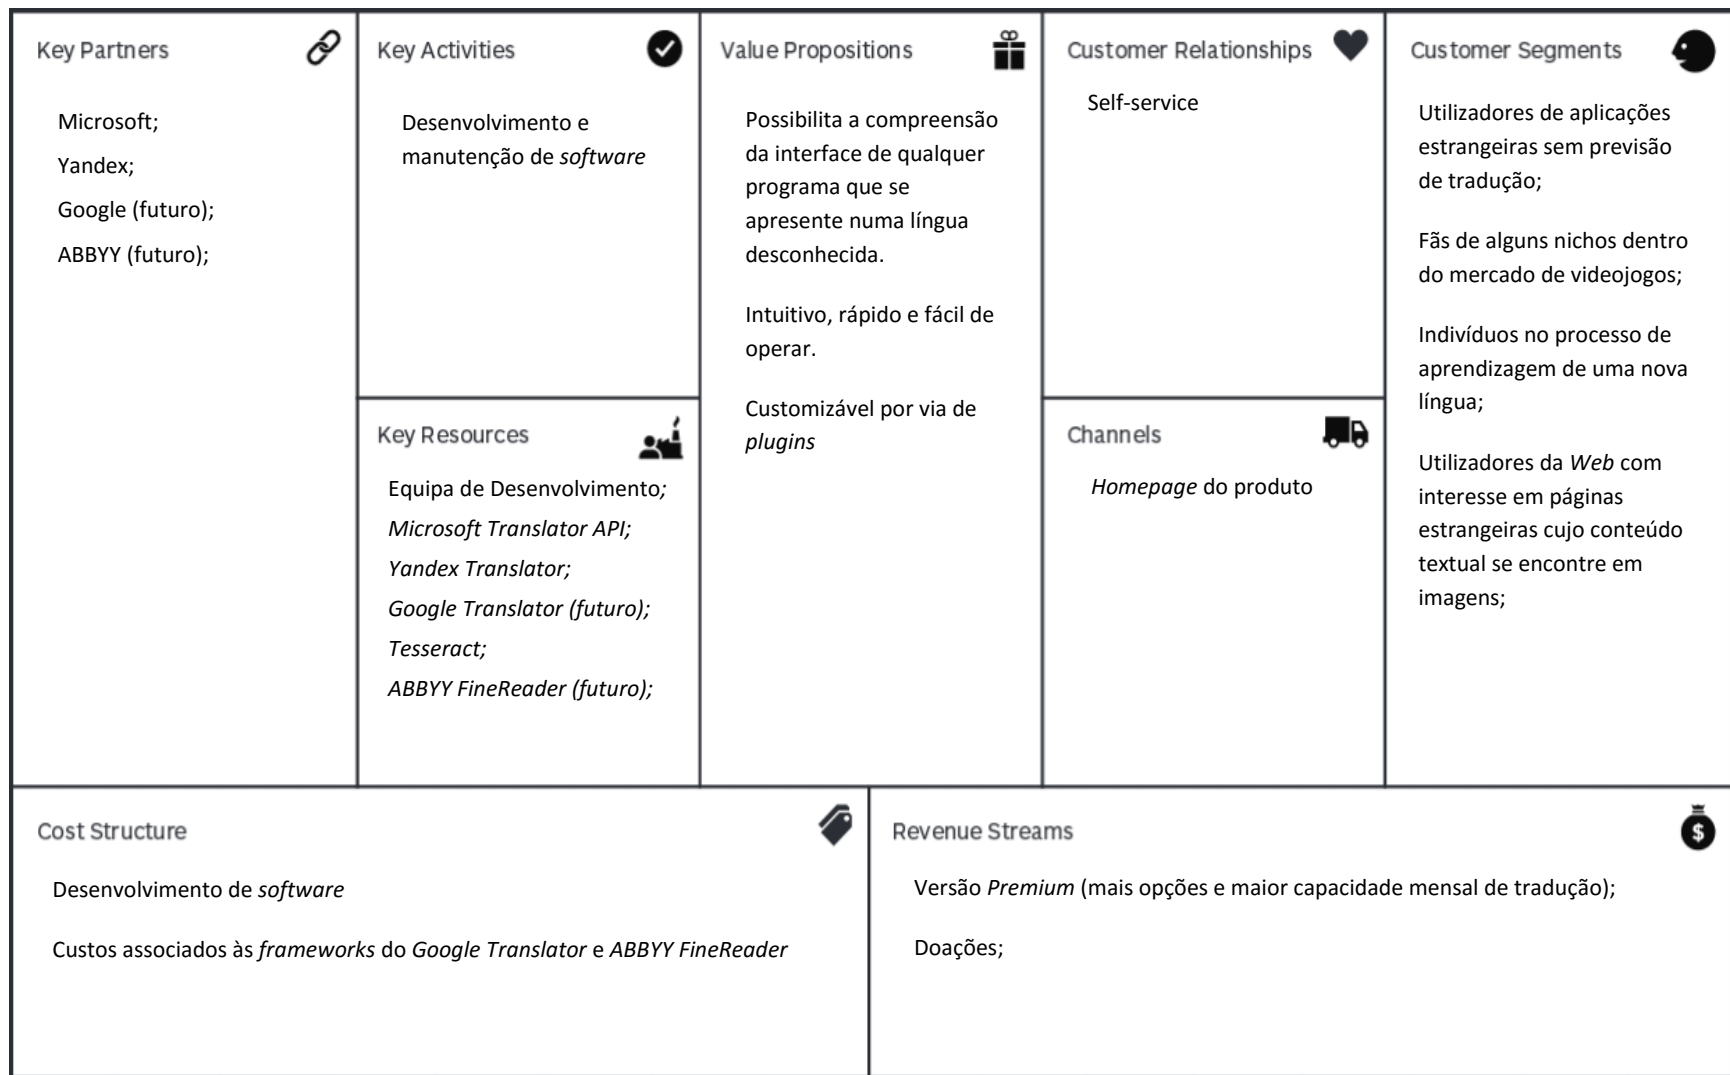 Key Partners
Microsoft;
Yandex;
Google (futuro);
ABBYY (futuro);
Key Activities
Desenvolvimento e
manutenção de software
Key Resources
Equipa de Desenvolvimento;
Microsoft Translator API;
Yandex Translator;
Google Translator (futuro);
Tesseract;
ABBYY FineReader (futuro);
Value Propositions
Possibilita a compreensão
da interface de qualquer
programa que se
apresente numa língua
desconhecida.
Intuitivo, rápido e fácil de
operar.
Customizável por via de
plugins
Customer Relationships
Self-service
Channels
Homepage do produto
Customer Segments
Utilizadores de aplicações
estrangeiras sem previsão
de tradução;
Fãs de alguns nichos dentro
do mercado de videojogos;
Indivíduos no processo de
aprendizagem de uma nova
língua;
Utilizadores da Web com
interesse em páginas
estrangeiras cujo conteúdo
textual se encontre em
imagens;
Cost Structure
Desenvolvimento de software
Custos associados às frameworks do Google Translator e ABBYY FineReader
Revenue Streams
$
Versão Premium (mais opções e maior capacidade mensal de tradução);
Doações;